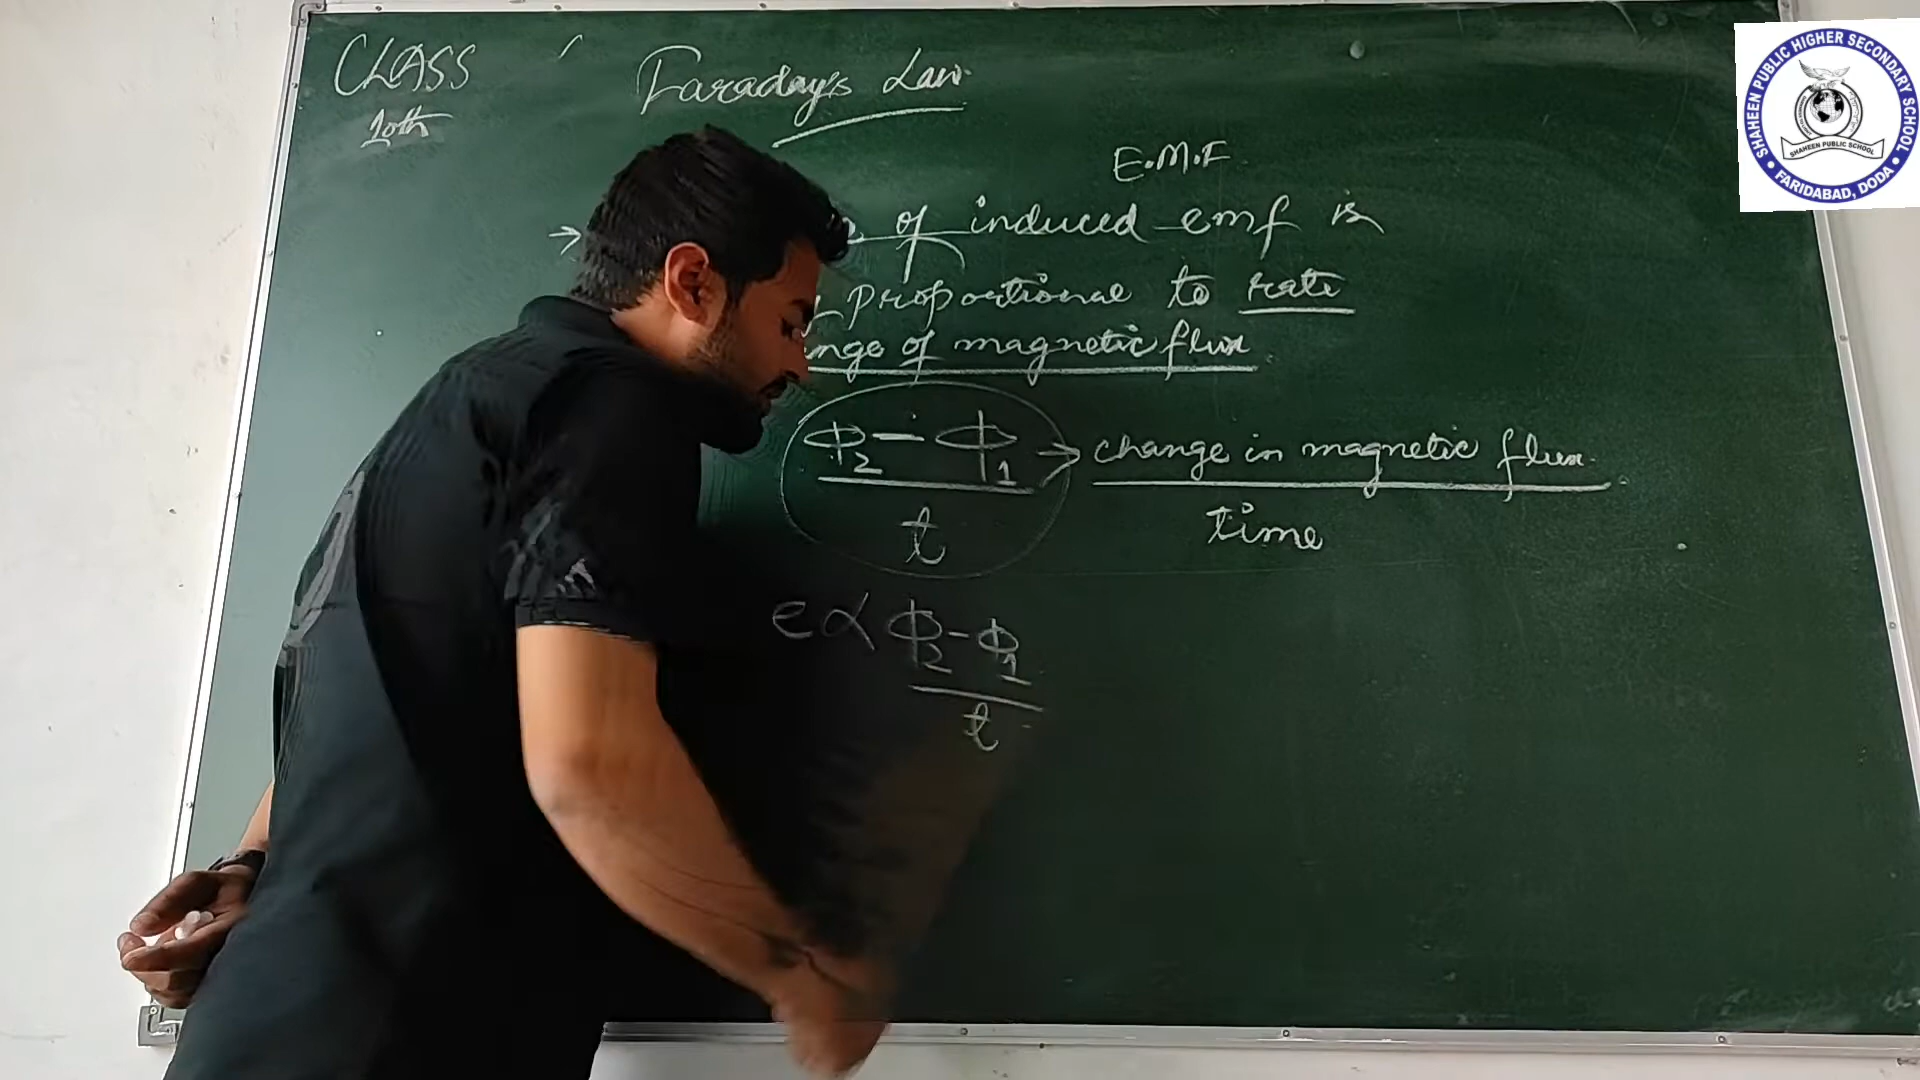 CLASS
10th
Faraday's Law
E.M.F
→ of induced emf is
proportional to rate
of magnetic flux
Φ2 - Φ1 → change in magnetic flux
t time
e α Φ2 - Φ1
t
SHAHEEN PUBLIC HIGHER SECONDARY SCHOOL
SHAHEEN PUBLIC SCHOOL
• FARIDABAD, DODA •